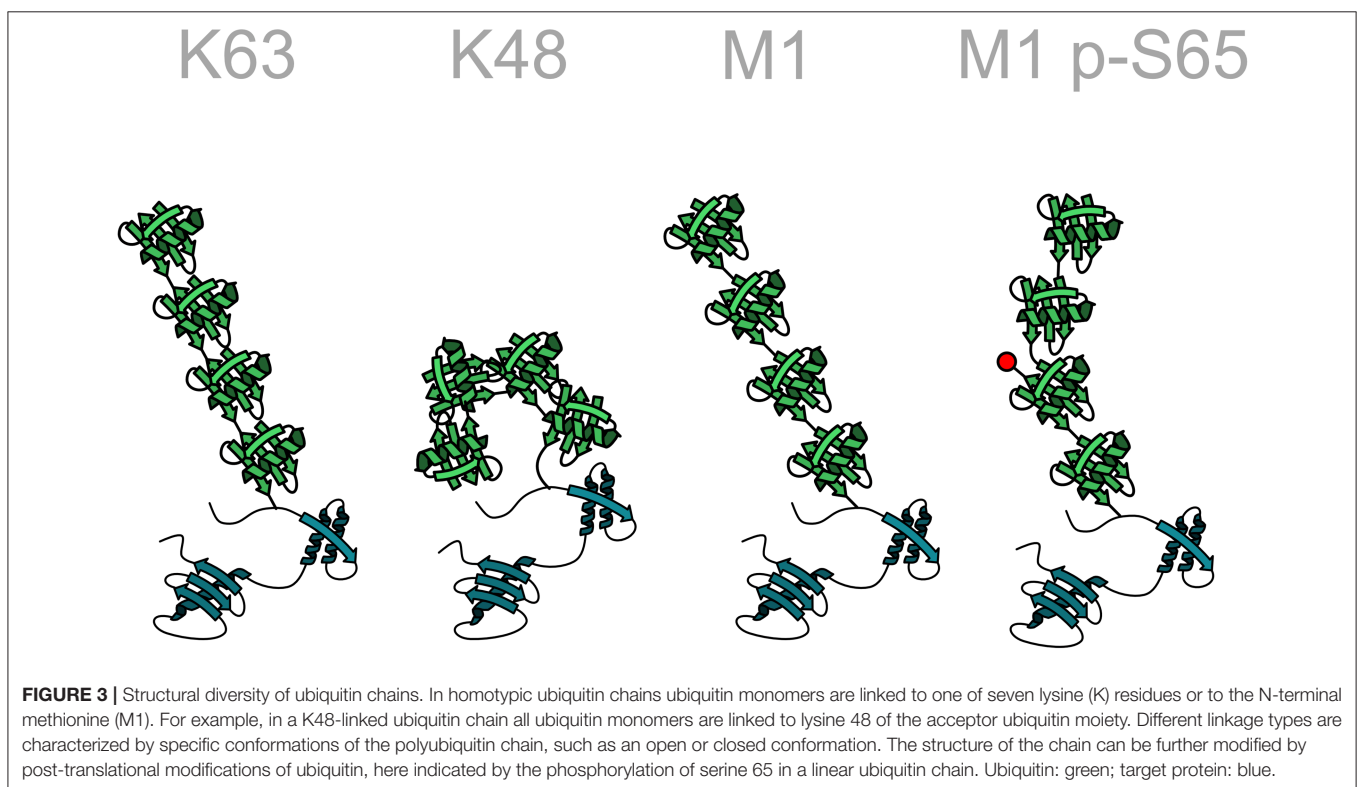 K63 K48 M1 M1 p-S65
FIGURE 3 | Structural diversity of ubiquitin chains. In homotypic ubiquitin chains ubiquitin monomers are linked to one of seven lysine (K) residues or to the N-terminal
methionine (M1). For example, in a K48-linked ubiquitin chain all ubiquitin monomers are linked to lysine 48 of the acceptor ubiquitin moiety. Different linkage types are
characterized by specific conformations of the polyubiquitin chain, such as an open or closed conformation. The structure of the chain can be further modified by
post-translational modifications of ubiquitin, here indicated by the phosphorylation of serine 65 in a linear ubiquitin chain. Ubiquitin: green; target protein: blue.